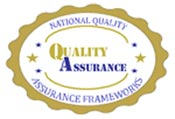 NATIONAL QUALITY
QUALITY
ASSURANCE
ASSURANCE FRAMEWORKS